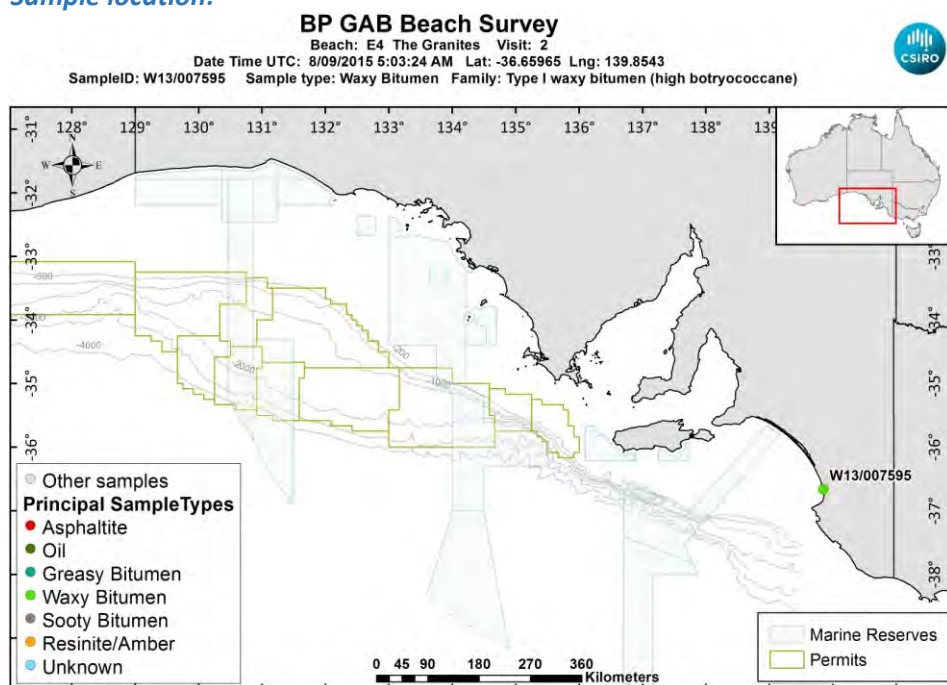 Sample location:
BP GAB Beach Survey
Beach: E4 The Granites Visit: 2
Date Time UTC: 8/09/2015 5:03:24 AM Lat: -36.65965 Lng: 139.8543
SampleID: W13/007595 Sample type: Waxy Bitumen Family: Type I waxy bitumen (high botryococcane)
CSIRO
128° 129° 130° 131° 132° 133° 134° 135° 136° 137° 138° 139
-31°
N
W E
S
-32°
-33°
-34°
-35°
-36°
-37°
-38°
-33°
-34°
-35°
-36°
-37°
-38°
-4000
-2000
-200
-1000
W13/007595
Other samples
Principal SampleTypes
Asphaltite
Oil
Greasy Bitumen
Waxy Bitumen
Sooty Bitumen
Resinite/Amber
Unknown
0 45 90 180 270 360
Kilometers
Marine Reserves
Permits